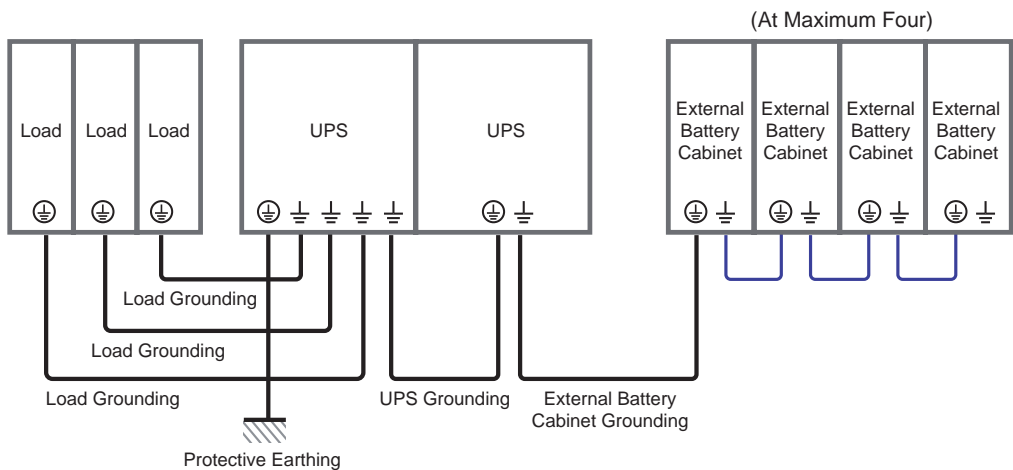 (At Maximum Four)
Load
Load
Load
UPS
UPS
External
Battery
Cabinet
External
Battery
Cabinet
External
Battery
Cabinet
External
Battery
Cabinet
Load Grounding
Load Grounding
Load Grounding
UPS Grounding
External Battery
Cabinet Grounding
Protective Earthing